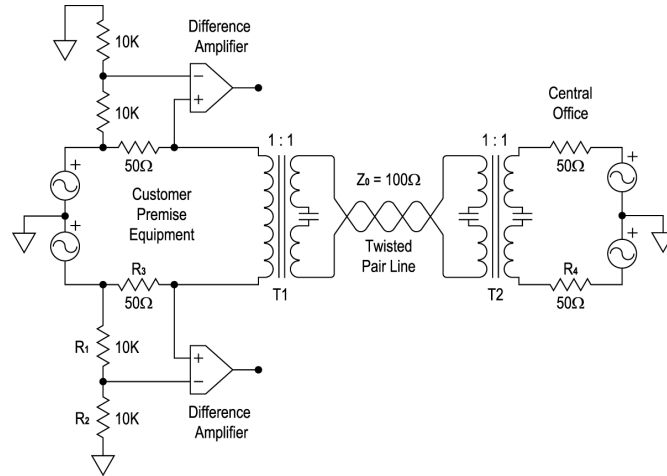 Difference
Amplifier
10K
10K
−
+
1 : 1
1 : 1
Central
Office
50Ω
50Ω
+
+
Customer
Premise
Equipment
Z0 = 100Ω
Twisted
Pair Line
+
+
R3
50Ω
T1
T2
R4
50Ω
R1
10K
+
−
R2
10K
Difference
Amplifier